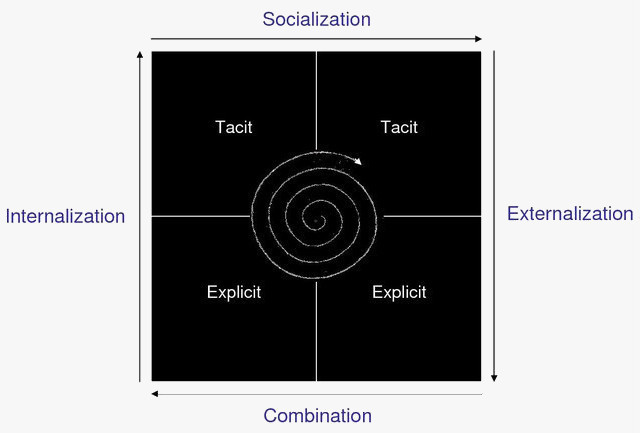 Socialization
Tacit
Tacit
Internalization
Externalization
Explicit
Explicit
Combination